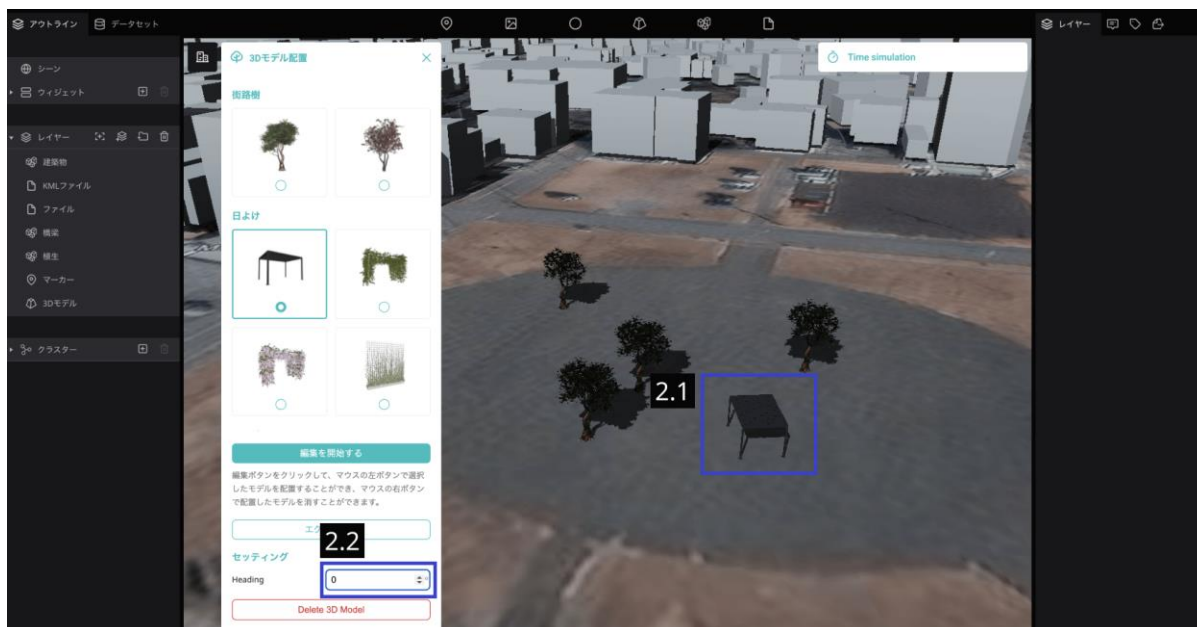 アウトライン
データセット
レイヤー
シーン
ウィジェット
レイヤー
建築物
KMLファイル
ファイル
橋梁
植生
マーカー
3Dモデル
クラスター
3Dモデル配置
街路樹
日よけ
編集を開始する
編集ボタンをクリックして、マウスの左ボタンで選択
したモデルを配置することができ、マウスの右ボタン
で配置したモデルを消すことができます。
エク
2.2
セッティング
Heading
0
Delete 3D Model
Time simulation
2.1